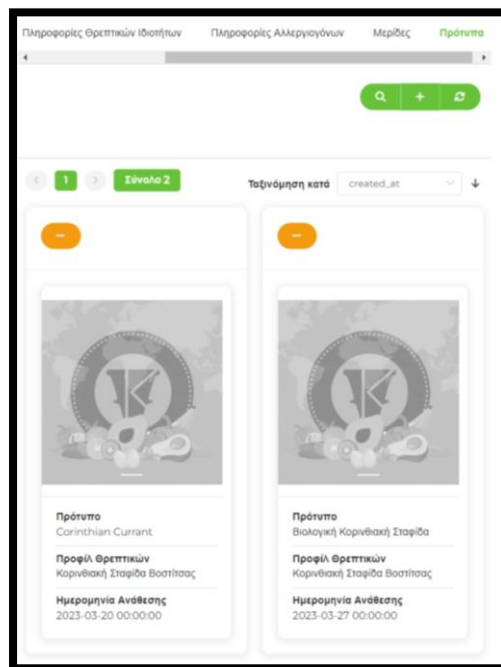 Πληροφορίες Θρεπτικών Ιδιοτήτων Πληροφορίες Αλλεργιογόνων Μερίδες Πρότυπα
1 Σύνολο 2 Ταξινόμηση κατά created_at
Πρότυπο
Corinthian Currant
Προφίλ Θρεπτικών
Κορινθιακή Σταφίδα Βοστίτσας
Ημερομηνία Ανάθεσης
2023-03-20 00:00:00
Πρότυπο
Βιολογική Κορινθιακή Σταφίδα
Προφίλ Θρεπτικών
Κορινθιακή Σταφίδα Βοστίτσας
Ημερομηνία Ανάθεσης
2023-03-27 00:00:00